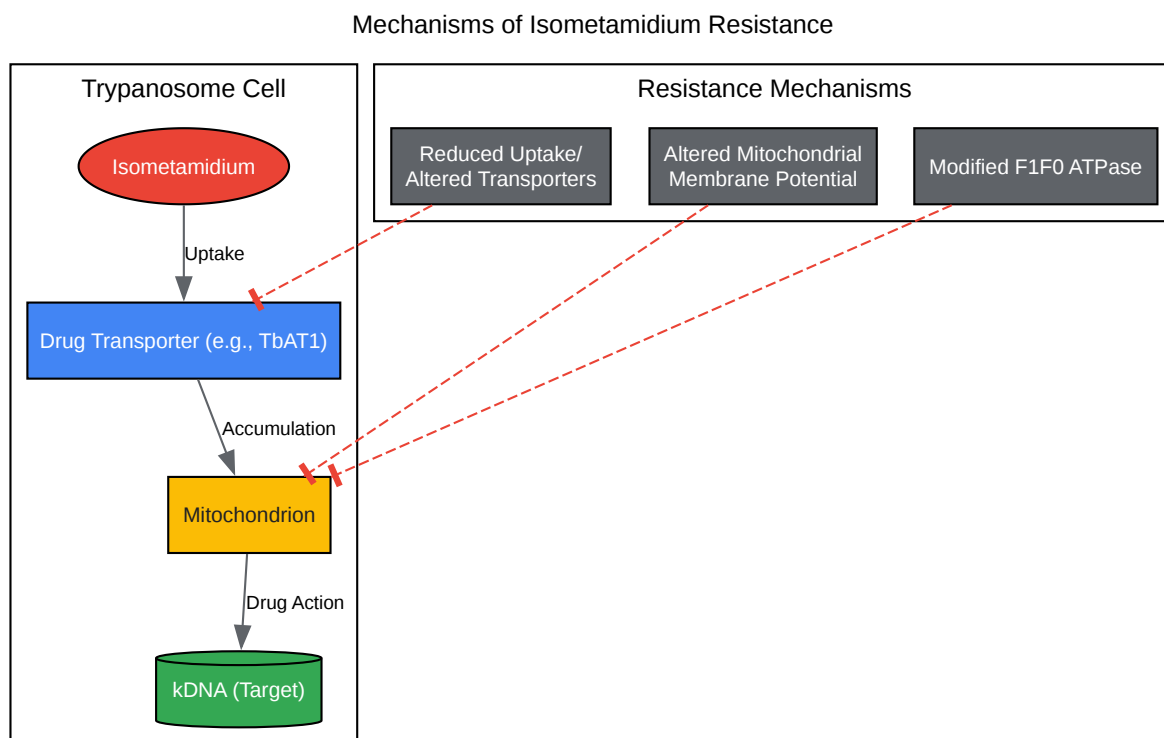 Mechanisms of Isometamidium Resistance
Trypanosome Cell
Isometamidium
Uptake
Drug Transporter (e.g., TbAT1)
Accumulation
Mitochondrion
Drug Action
kDNA (Target)
Resistance Mechanisms
Reduced Uptake/
Altered Transporters
Altered Mitochondrial
Membrane Potential
Modified F1F0 ATPase